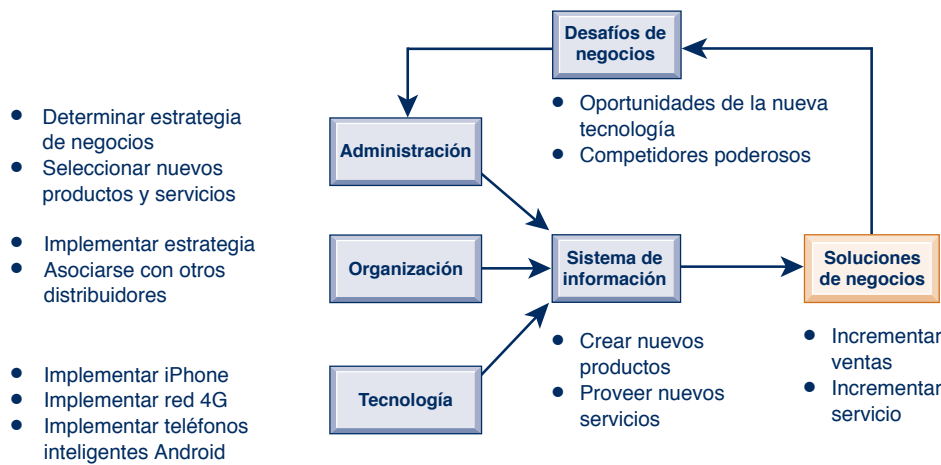 Desafíos de
negocios
• Oportunidades de la nueva
tecnología
• Competidores poderosos
• Determinar estrategia
de negocios
• Seleccionar nuevos
productos y servicios
Administración
• Implementar estrategia
• Asociarse con otros
distribuidores
Organización
Sistema de
información
Soluciones
de negocios
• Crear nuevos
productos
• Proveer nuevos
servicios
• Incrementar
ventas
• Incrementar
servicio
• Implementar iPhone
• Implementar red 4G
• Implementar teléfonos
inteligentes Android
Tecnología